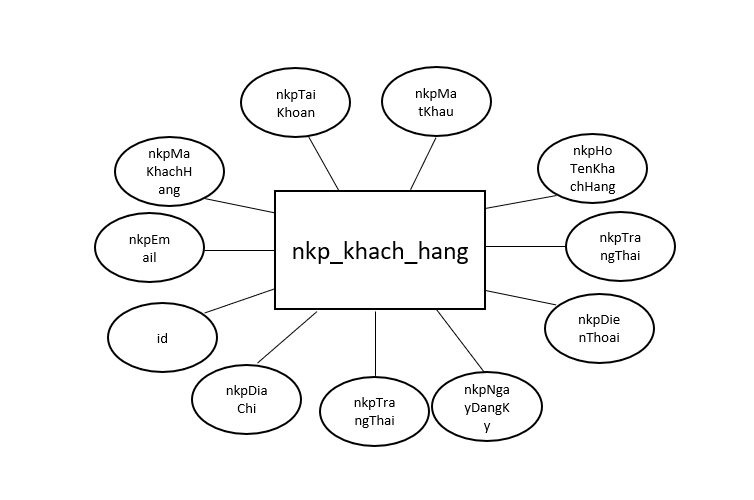 nkpTai
Khoan
nkpMa
tKhau
nkpMa
KhachH
ang
nkpHo
TenKha
chHang
nkpEm
ail
nkp_khach_hang
nkpTra
ngThai
id
nkpDie
nThoai
nkpDia
Chi
nkpTra
ngThai
nkpNga
yDangK
y